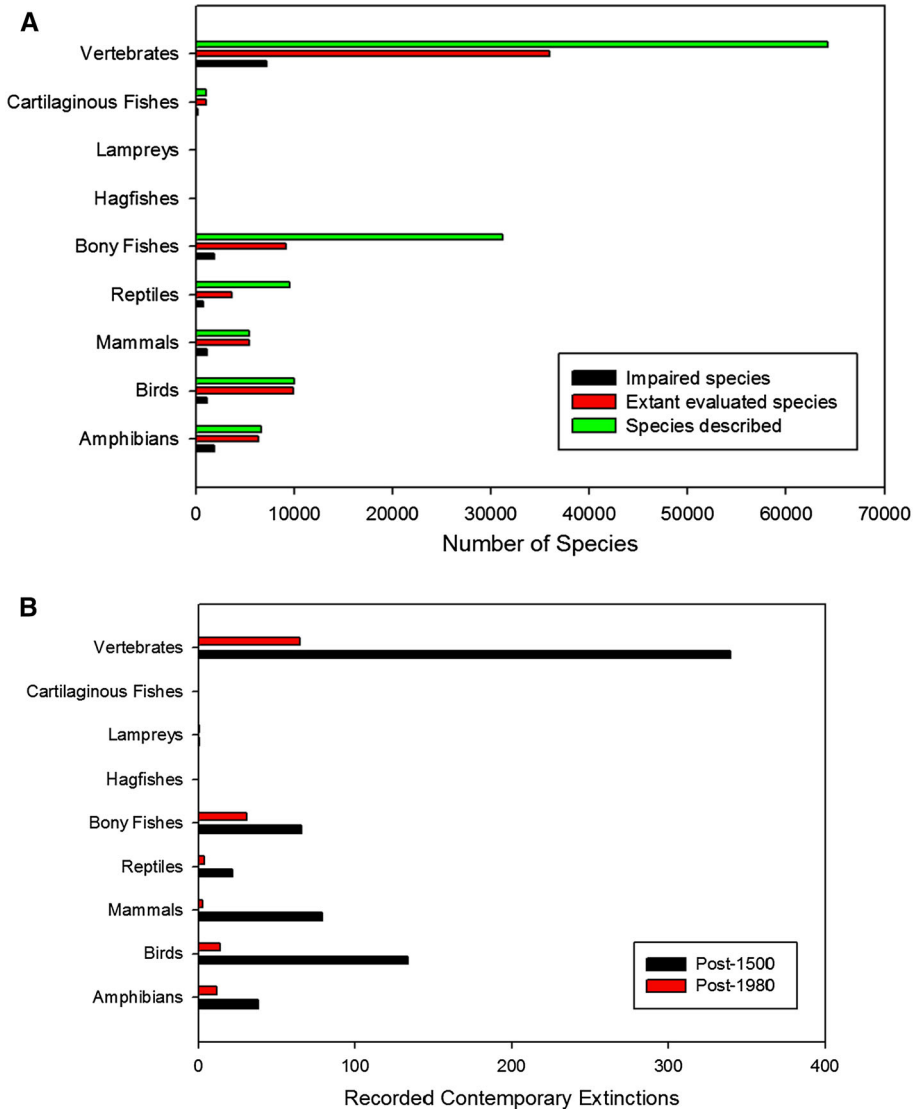 A
Vertebrates
Cartilaginous Fishes
Lampreys
Hagfishes
Bony Fishes
Reptiles
Mammals
Birds
Amphibians
Impaired species
Extant evaluated species
Species described
0 10000 20000 30000 40000 50000 60000 70000
Number of Species
B
Vertebrates
Cartilaginous Fishes
Lampreys
Hagfishes
Bony Fishes
Reptiles
Mammals
Birds
Amphibians
Post-1500
Post-1980
0 100 200 300 400
Recorded Contemporary Extinctions